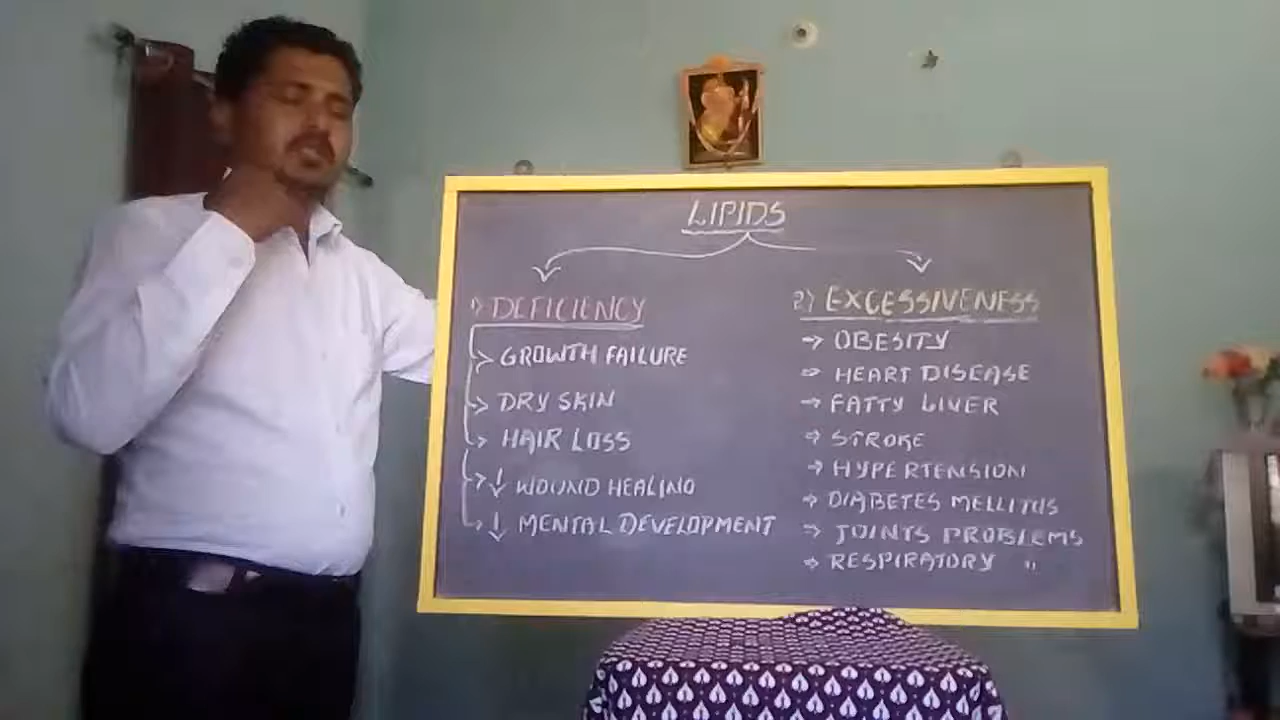 LIPIDS
1) DEFICIENCY
→ GROWTH FAILURE
→ DRY SKIN
→ HAIR LOSS
→ ↓ WOUND HEALING
→ ↓ MENTAL DEVELOPMENT
2) EXCESSIVENESS
→ OBESITY
→ HEART DISEASE
→ FATTY LIVER
→ STROKE
→ HYPERTENSION
→ DIABETES MELLITUS
→ JOINTS PROBLEMS
→ RESPIRATORY "